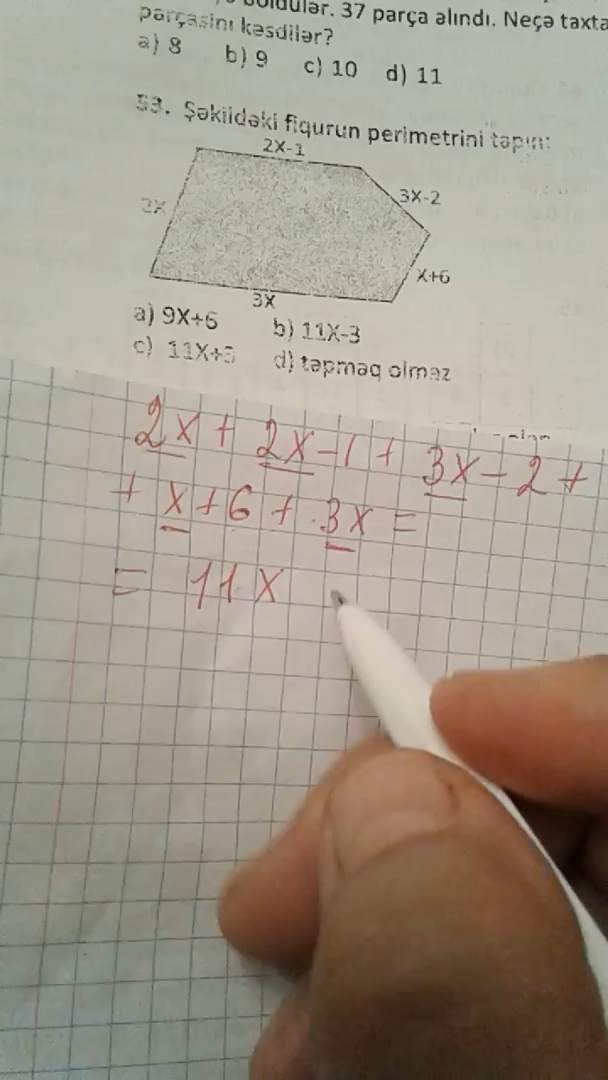 boldular. 37 parça alındı. Neçə taxta
parçasını kəsdilər?
a) 8 b) 9 c) 10 d) 11
53. Şəkildəki fiqurun perimetrini tapın:
2X-1
3X-2
2X
X+6
3X
a) 9X+6 b) 11X-3
c) 11X+3 d) tapmaq olmaz
2x + 2x - 1 + 3x - 2 +
+ x + 6 + 3x =
= 11x